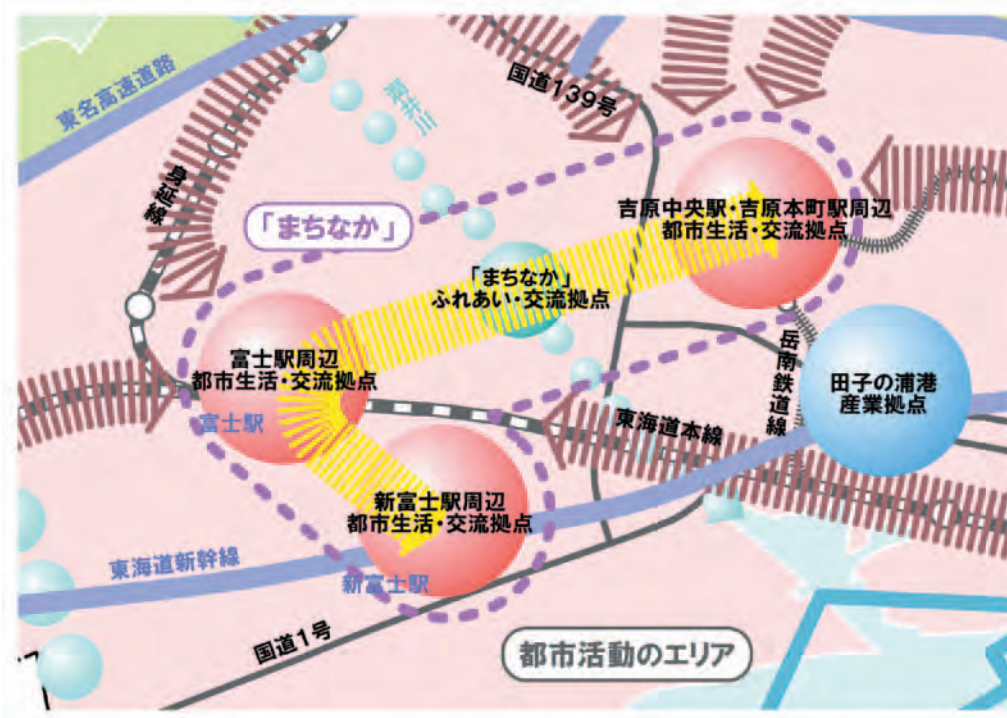 東名高速道路
国道139号
潤井川
身延線
「まちなか」
吉原中央駅・吉原本町駅周辺
都市生活・交流拠点
「まちなか」
ふれあい・交流拠点
富士駅周辺
都市生活・交流拠点
富士駅
岳南鉄道線
田子の浦港
産業拠点
東海道本線
新富士駅周辺
都市生活・交流拠点
東海道新幹線
新富士駅
国道1号
都市活動のエリア